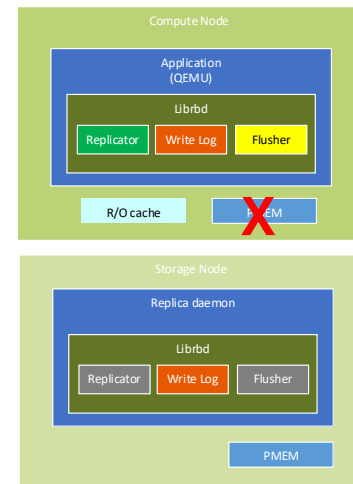 Compute Node
Application
(QEMU)
Librbd
Replicator Write Log Flusher
R/O cache PMEM
Storage Node
Replica daemon
Librbd
Replicator Write Log Flusher
PMEM